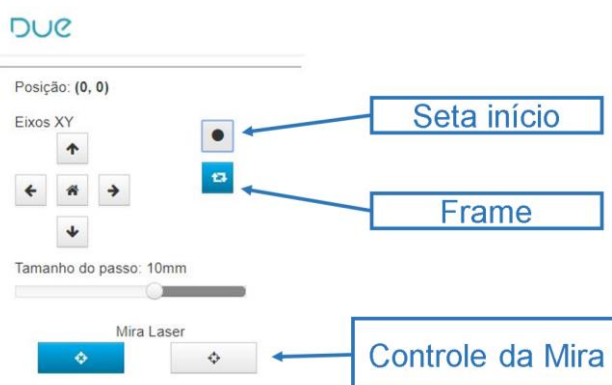 DUE
Posição: (0, 0)
Eixos XY
Seta início
Frame
Tamanho do passo: 10mm
Mira Laser
Controle da Mira